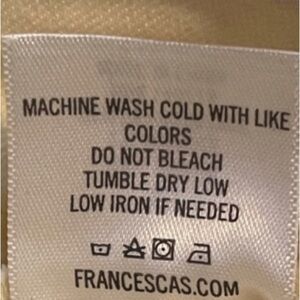 MACHINE WASH COLD WITH LIKE
COLORS
DO NOT BLEACH
TUMBLE DRY LOW
LOW IRON IF NEEDED
FRANCESCAS.COM